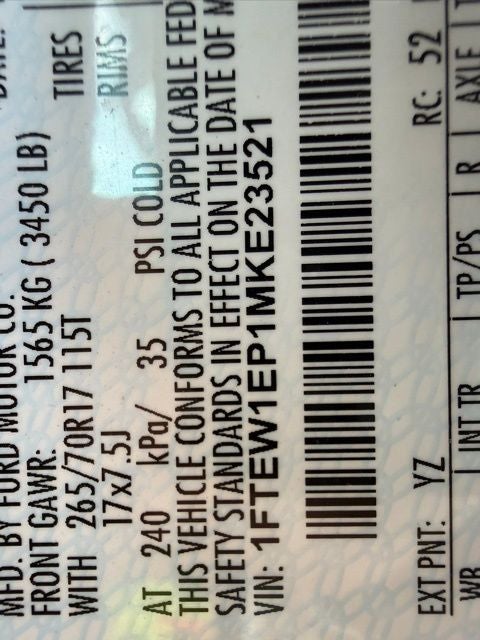 MFD. BY FORD MOTOR CO.
FRONT GAWR: 1565 KG ( 3450 LB)
WITH 265/70R17 115T TIRES
17x7.5J RIMS
AT 240 kPa/ 35 PSI COLD
THIS VEHICLE CONFORMS TO ALL APPLICABLE FED
SAFETY STANDARDS IN EFFECT ON THE DATE OF M
VIN: 1FTEW1EP1MKE23521
EXT PNT: YZ RC: 52
WB INT TR TP/PS R AXLE